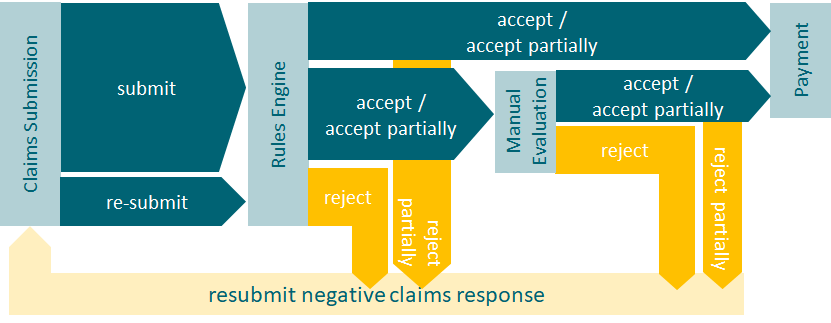 Claims Submission
submit
re-submit
Rules Engine
accept /
accept partially
accept /
accept partially
reject
reject
partially
Manual
Evaluation
accept /
accept partially
reject
reject partially
Payment
resubmit negative claims response